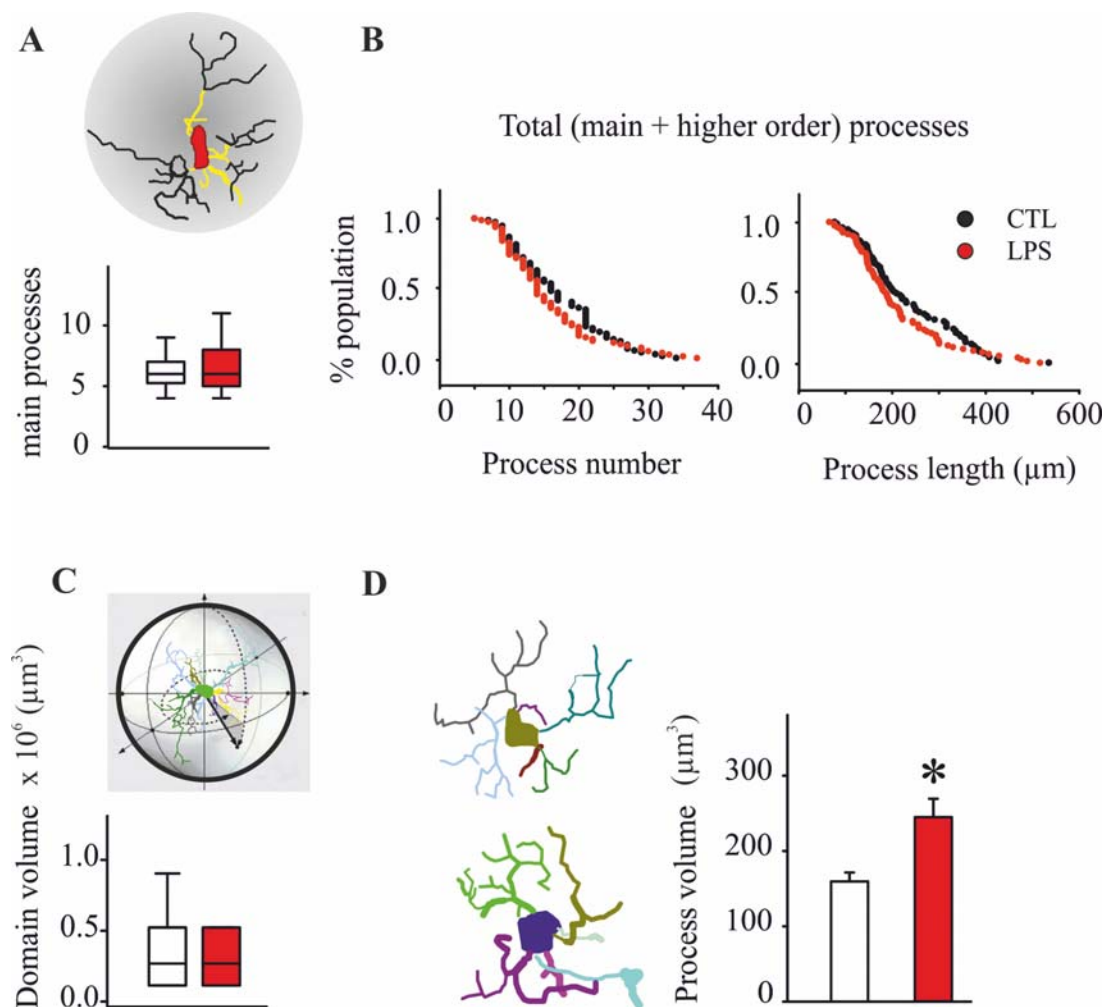 A
B
Total (main + higher order) processes
main processes
10
5
0
% population
1.0
0.5
0.0
0 10 20 30 40
Process number
1.0
0.5
0.0
0 200 400 600
Process length (µm)
CTL
LPS
C
D
Domain volume x 10⁶ (µm³)
1.0
0.5
0.0
Process volume (µm³)
300
200
100
0
*